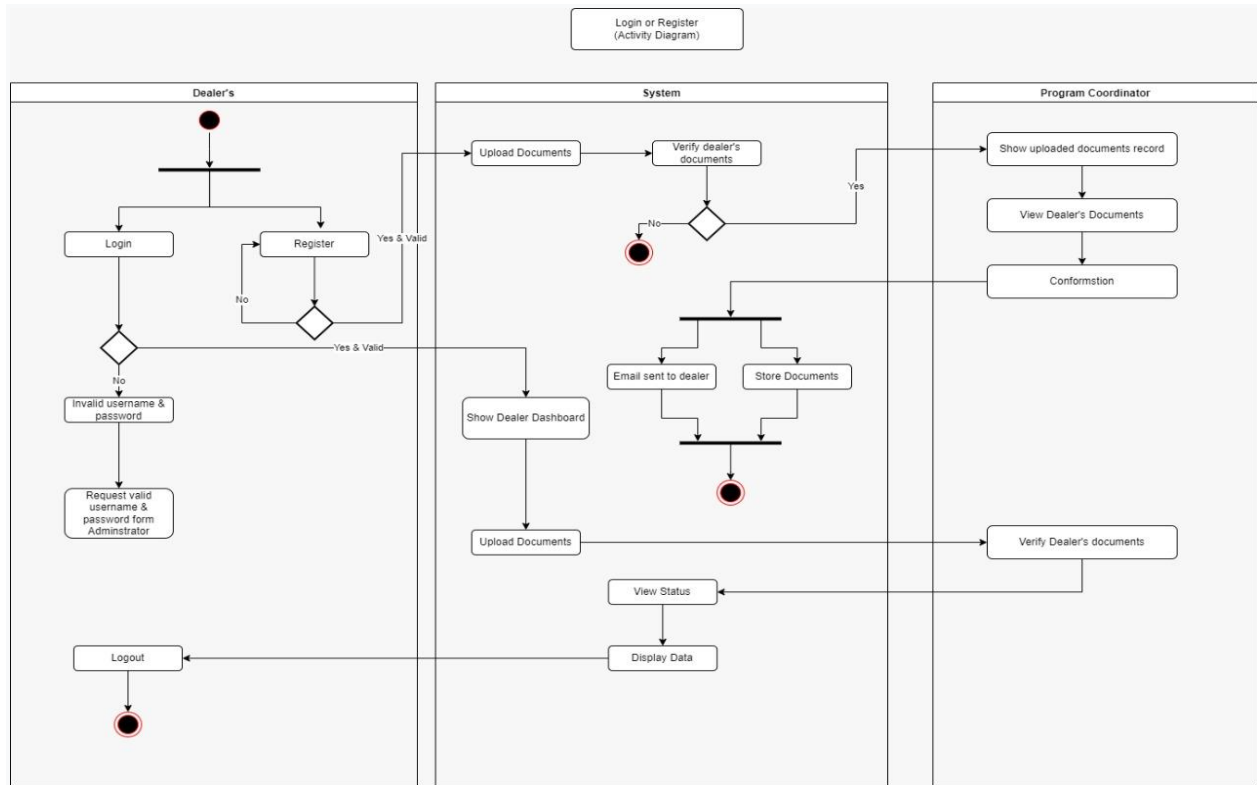 Login or Register
(Activity Diagram)
Dealer's
System
Program Coordinator
Upload Documents
Verify dealer's
documents
Show uploaded documents record
Yes
View Dealer's Documents
No
Login
Register
Yes & Valid
Conformstion
No
Yes & Valid
No
Email sent to dealer
Store Documents
Invalid username &
password
Show Dealer Dashboard
Request valid
username &
password form
Adminstrator
Upload Documents
Verify Dealer's documents
View Status
Logout
Display Data